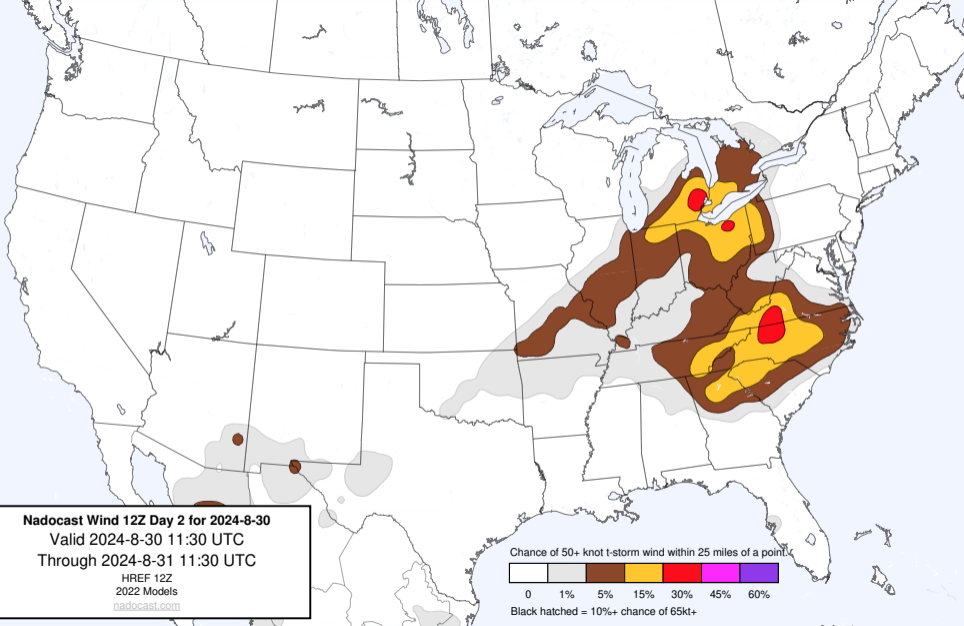 Nadocast Wind 12Z Day 2 for 2024-8-30
Valid 2024-8-30 11:30 UTC
Through 2024-8-31 11:30 UTC
HREF 12Z
2022 Models
nadocast.com
Chance of 50+ knot t-storm wind within 25 miles of a point.
0 1% 5% 15% 30% 45% 60%
Black hatched = 10%+ chance of 65kt+